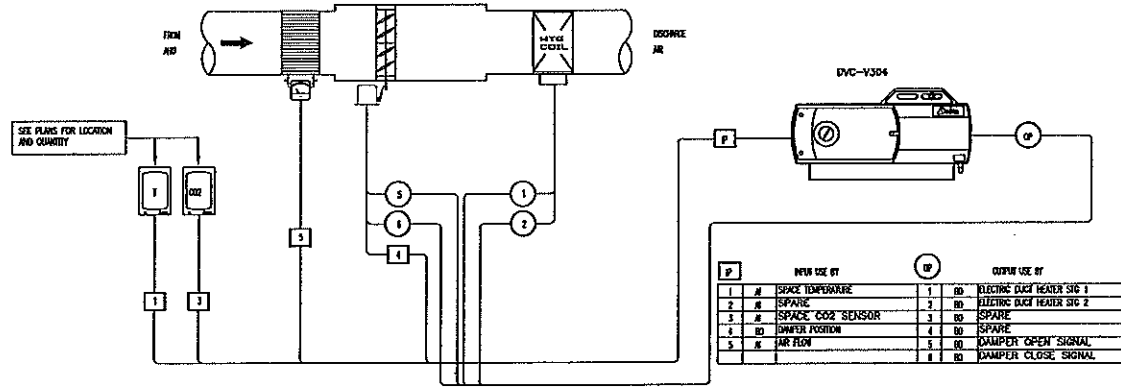 FROM
AHU
HTG
COIL
DISCHARGE
AIR
DVC-V304
SEE PLANS FOR LOCATION
AND QUANTITY
T
CO2
IP
OP
5
6
1
2
5
4
1
3
IP INPUT USE BY OP OUTPUT USE BY
1 AI SPACE TEMPERATURE 1 BO ELECTRIC DUCT HEATER STG 1
2 AI SPARE 2 BO ELECTRIC DUCT HEATER STG 2
3 AI SPACE CO2 SENSOR 3 BO SPARE
4 BO DAMPER POSITION 4 BO SPARE
5 AI AIR FLOW 5 BO DAMPER OPEN SIGNAL
6 BO DAMPER CLOSE SIGNAL